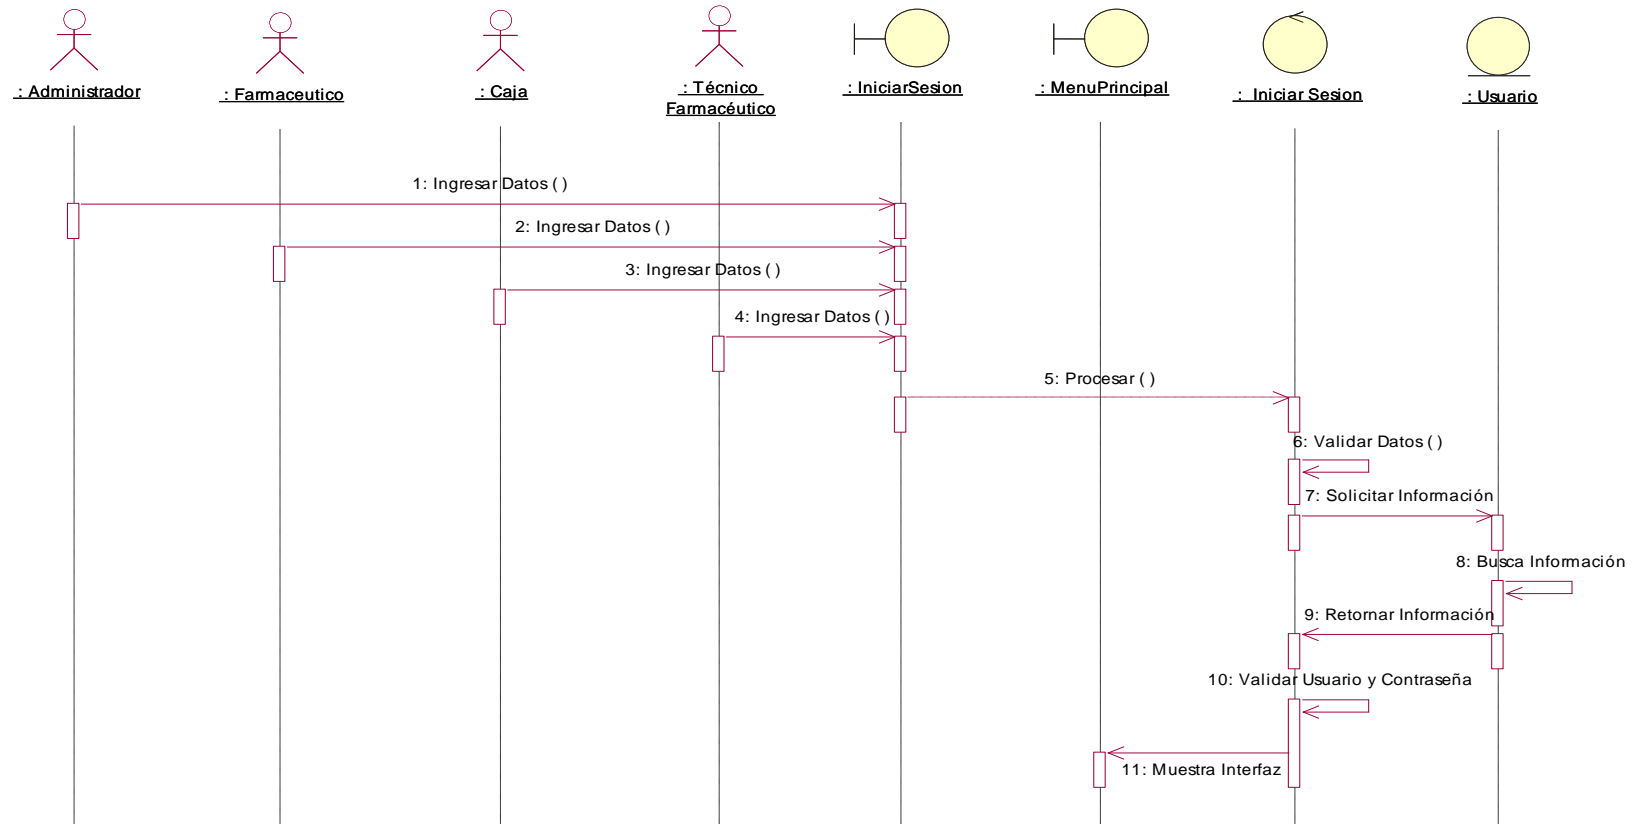 : Administrador
: Farmaceutico
: Caja
: Técnico
Farmacéutico
: IniciarSesion
: MenuPrincipal
: Iniciar Sesion
: Usuario
1: Ingresar Datos ( )
2: Ingresar Datos ( )
3: Ingresar Datos ( )
4: Ingresar Datos ( )
5: Procesar ( )
6: Validar Datos ( )
7: Solicitar Información
8: Busca Información
9: Retornar Información
10: Validar Usuario y Contraseña
11: Muestra Interfaz